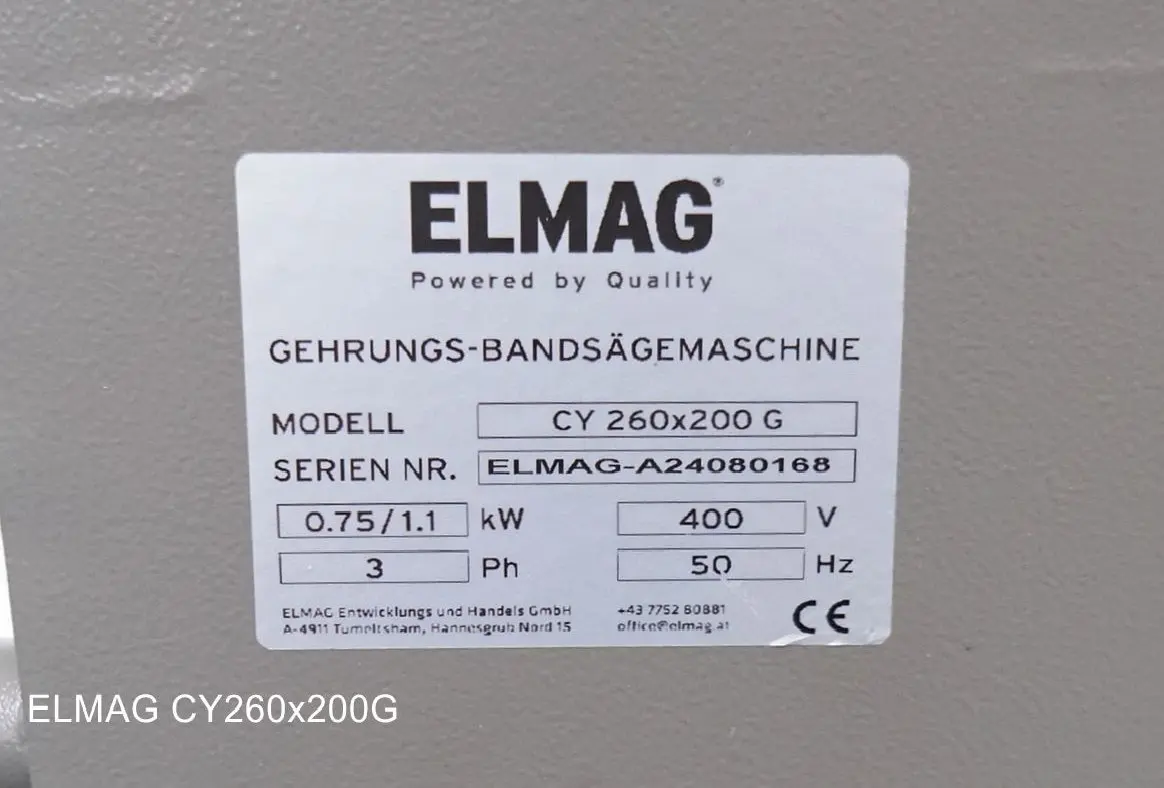 ELMAG®
Powered by Quality
GEHRUNGS-BANDSÄGEMASCHINE
MODELL CY 260x200 G
SERIEN NR. ELMAG-A24080168
0.75/1.1 kW 400 V
3 Ph 50 Hz
ELMAG Entwicklungs und Handels GmbH +43 7752 80881
A-4911 Tumeltsham, Hannesgrub Nord 15 office@elmag.at
CE
ELMAG CY260x200G